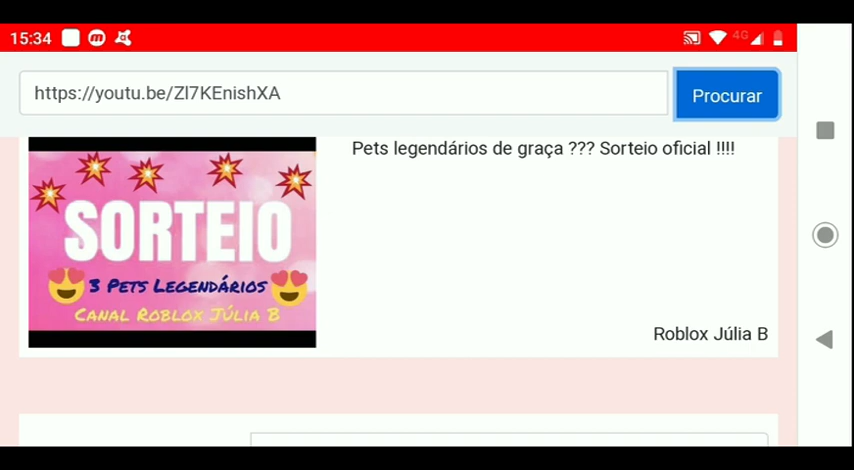 15:34
4G
https://youtu.be/Zl7KEnishXA
Procurar
Pets legendários de graça ??? Sorteio oficial !!!!
SORTEIO
3 Pets Legendários
Canal Roblox Júlia B
Roblox Júlia B